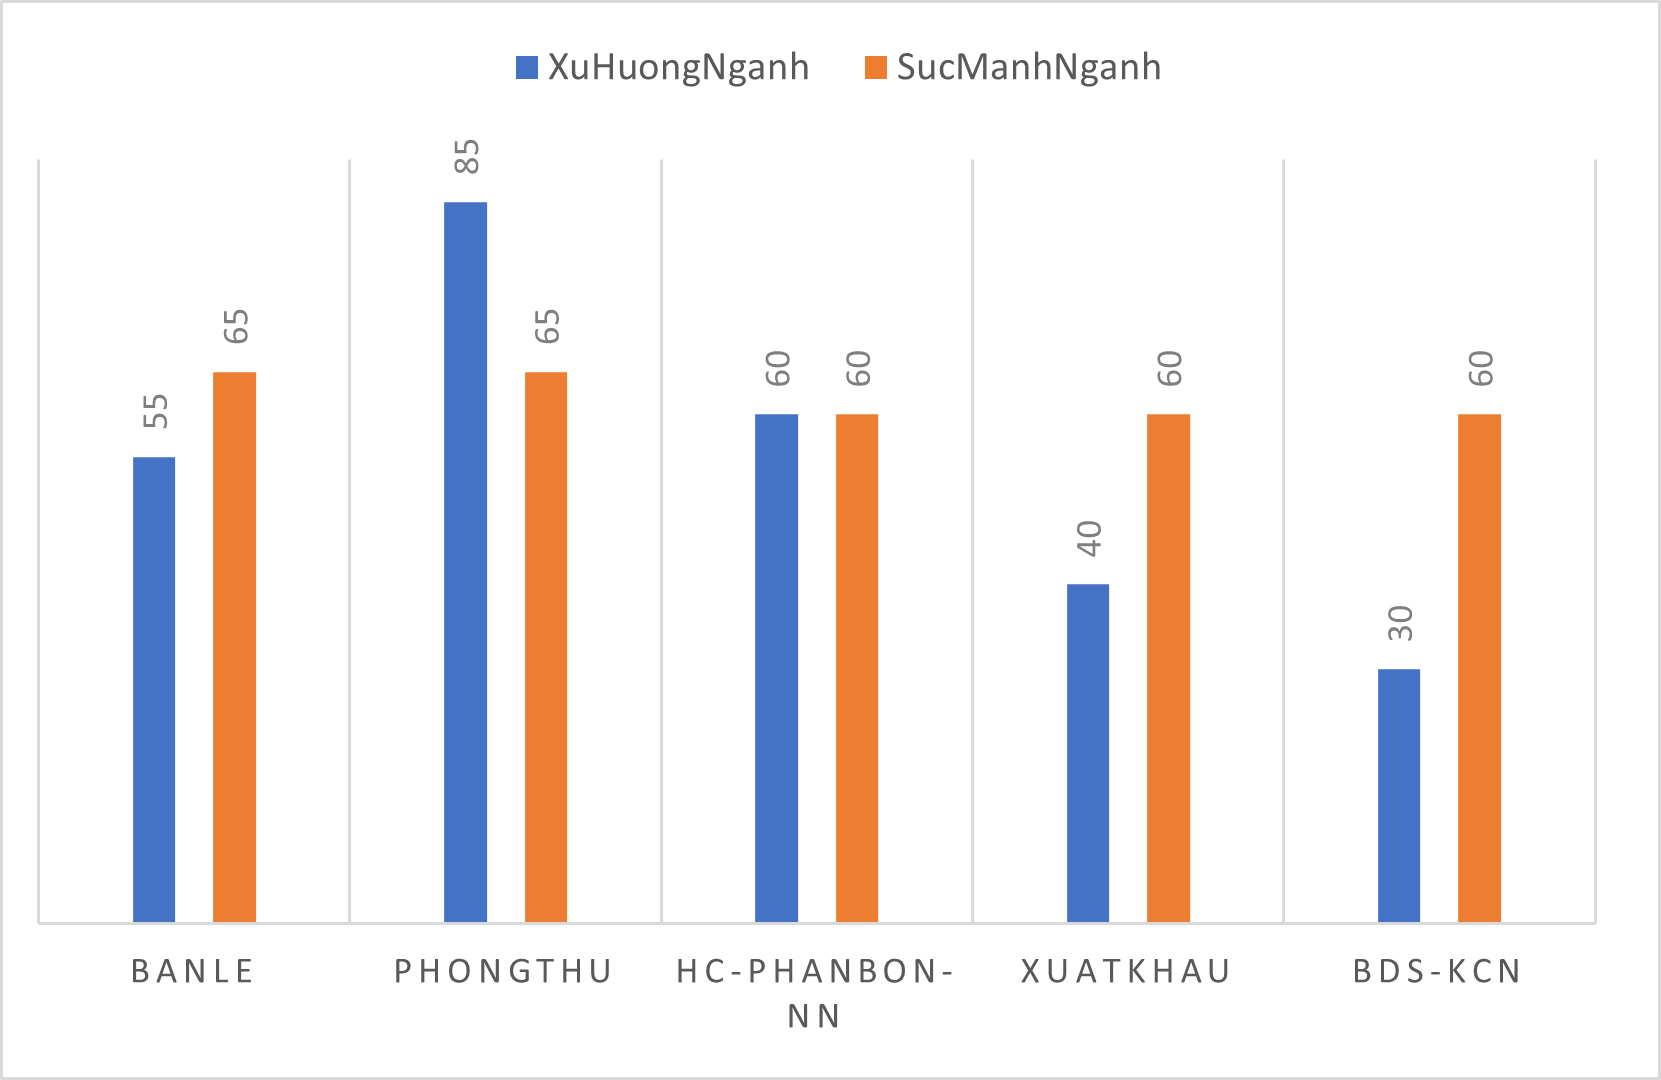 XuHuongNganh SucManhNganh
55 65 85 65 60 60 40 60 30 60
BANLE PHONGTHU HC-PHANBON- XUATKHAU BDS-KCN
NN